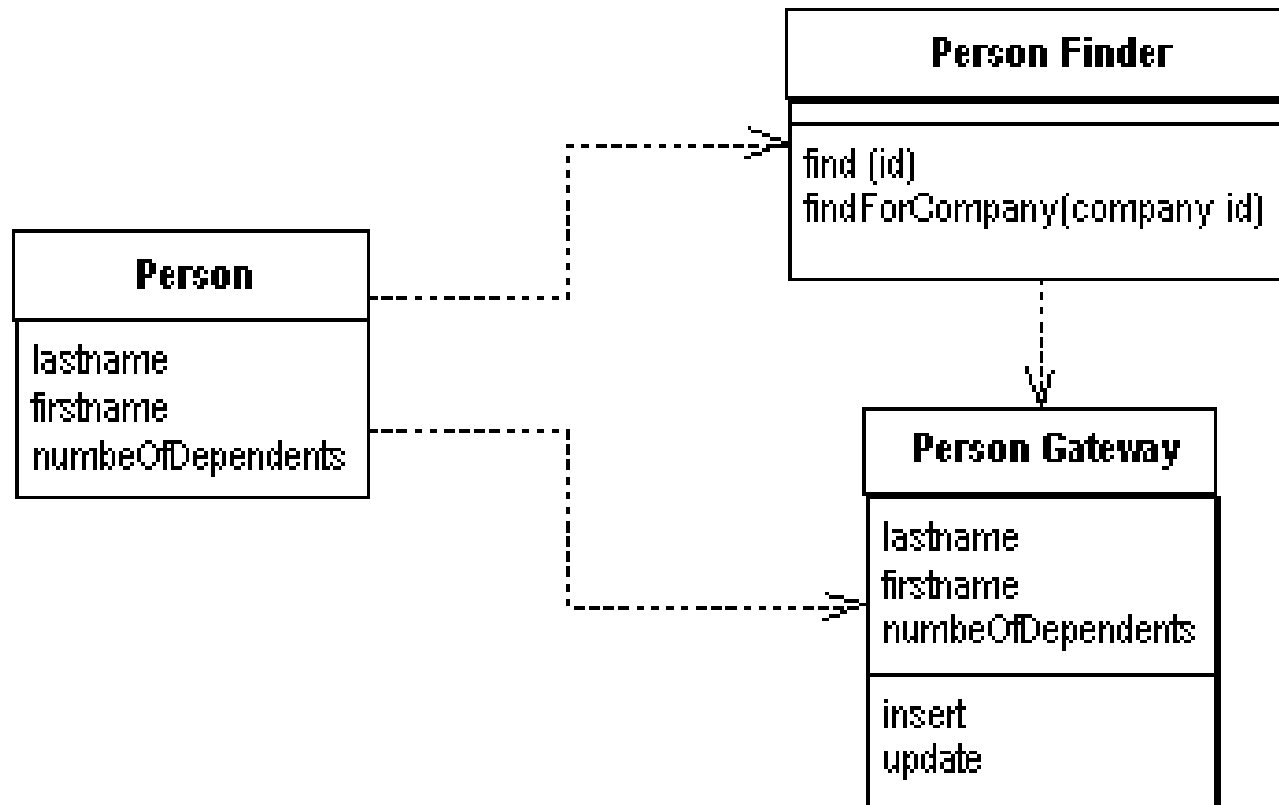 Person Finder
find (id)
findForCompany(company id)
Person
lastname
firstname
numbeOfDependents
Person Gateway
lastname
firstname
numbeOfDependents
insert
update